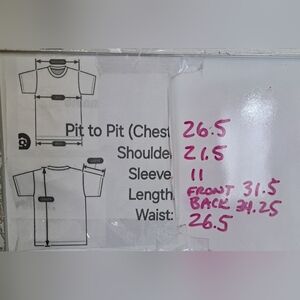 Pit to Pit (Chest 26.5
Shoulde 21.5
Sleeve 11
Length FRONT 31.5
BACK 34.25
Waist: 26.5